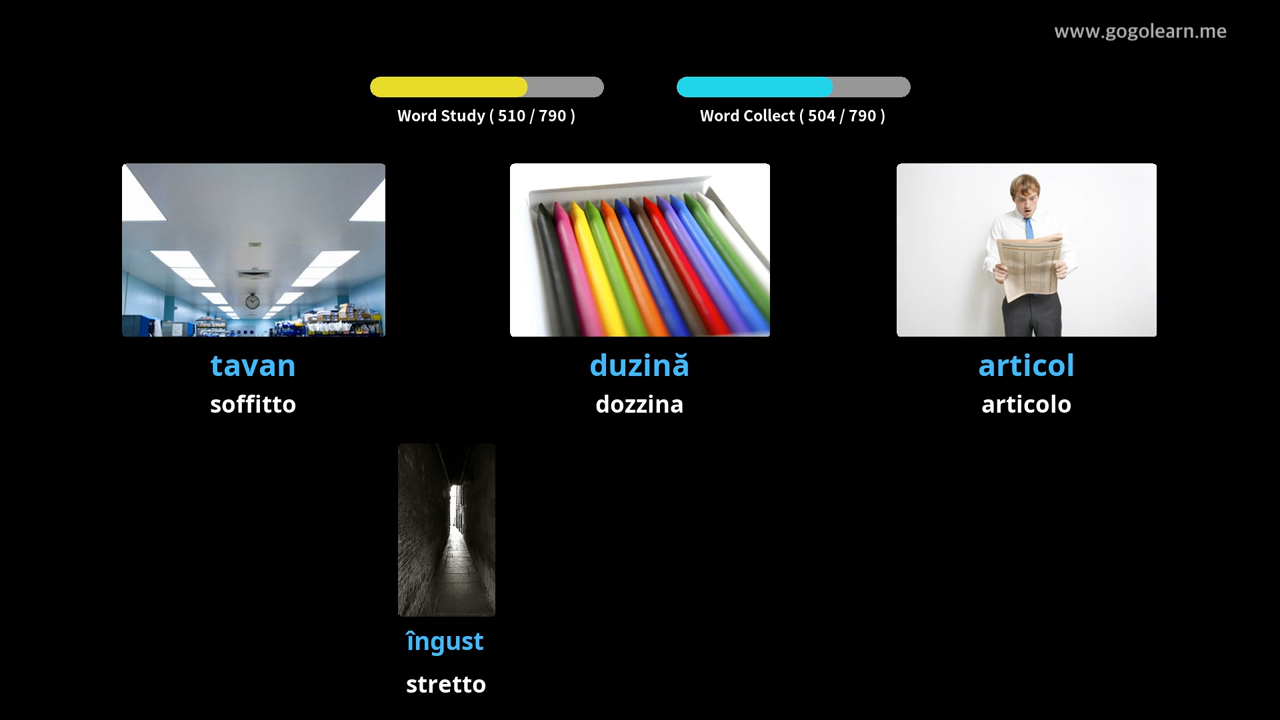 www.gogolearn.me
Word Study ( 510 / 790 )
Word Collect ( 504 / 790 )
tavan
soffitto
duzină
dozzina
articol
articolo
îngust
stretto